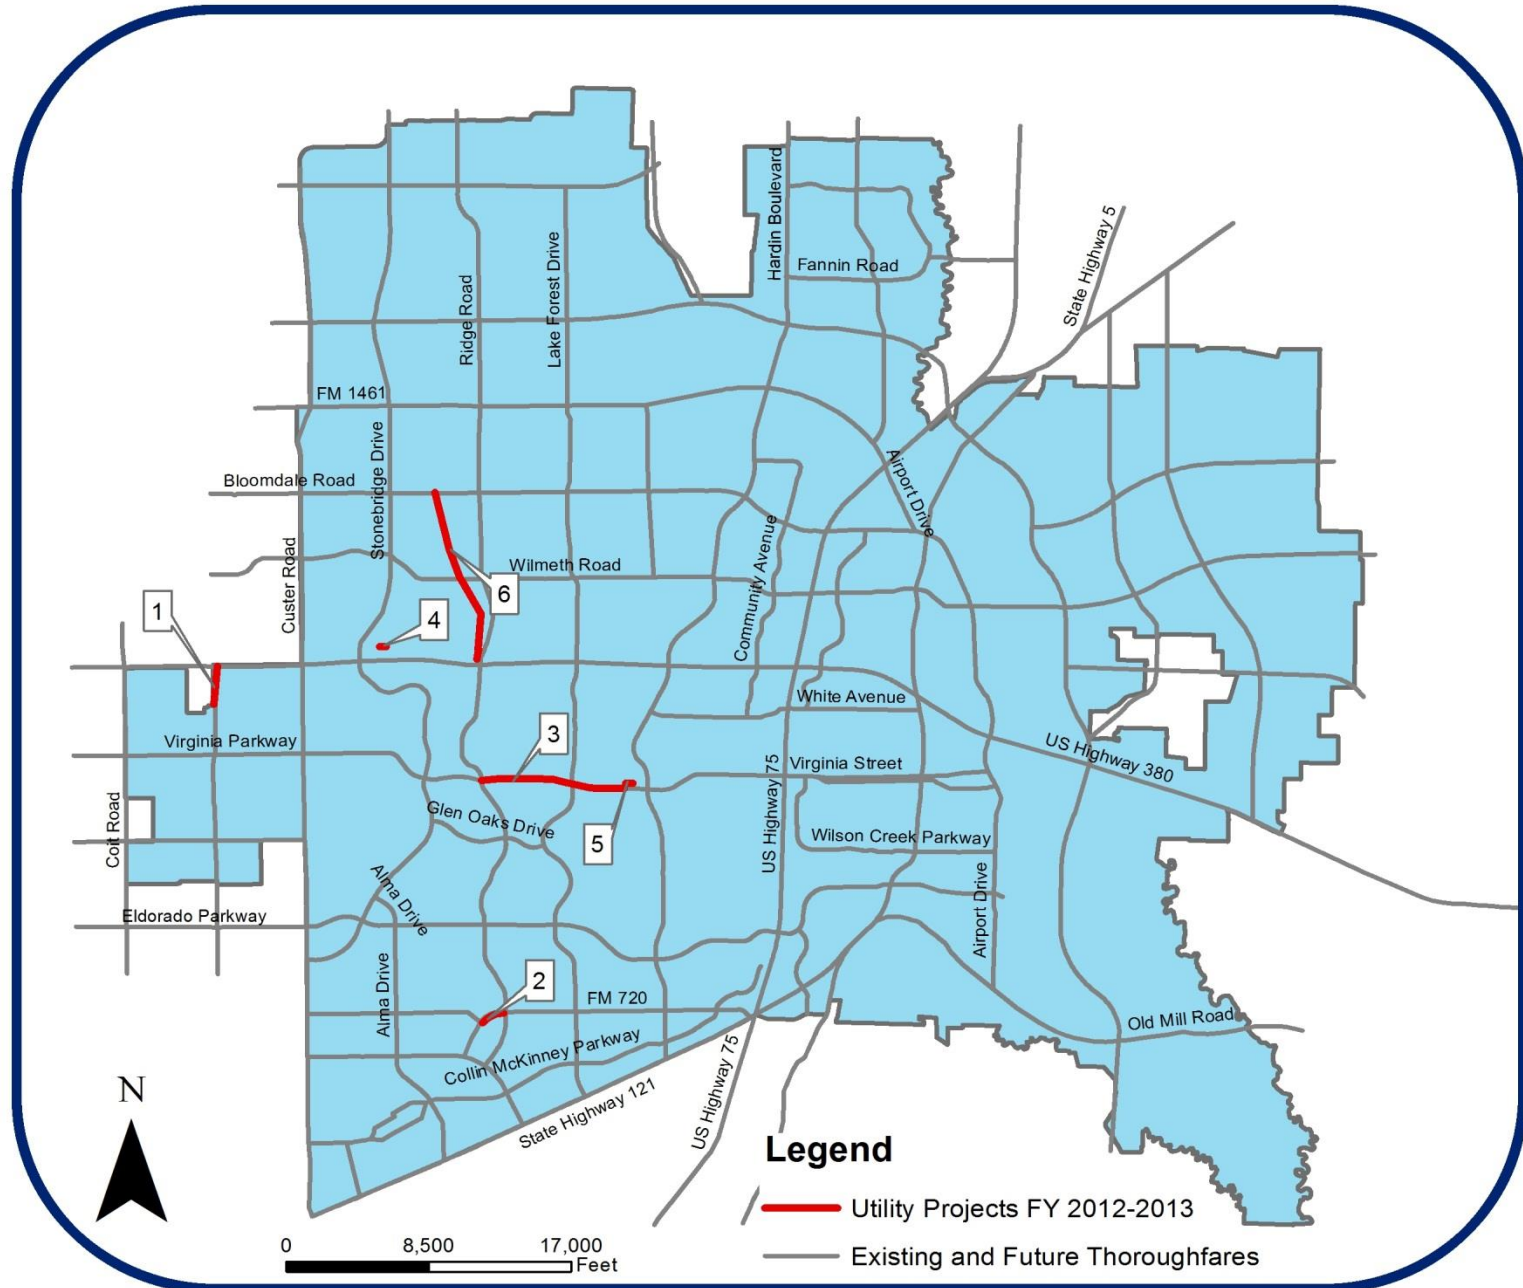 Hardin Boulevard
State Highway 5
Fannin Road
Ridge Road
Lake Forest Drive
FM 1461
Stonebridge Drive
Airport Drive
Bloomdale Road
Custer Road
Community Avenue
Wilmeth Road
6
1
4
White Avenue
Virginia Parkway
3
US Highway 380
Virginia Street
US Highway 75
Coit Road
Glen Oaks Drive
5
Wilson Creek Parkway
Alma Drive
Airport Drive
Eldorado Parkway
Alma Drive
2
FM 720
Old Mill Road
Collin McKinney Parkway
State Highway 121
US Highway 75
N
Legend
Utility Projects FY 2012-2013
Existing and Future Thoroughfares
0 8,500 17,000
Feet